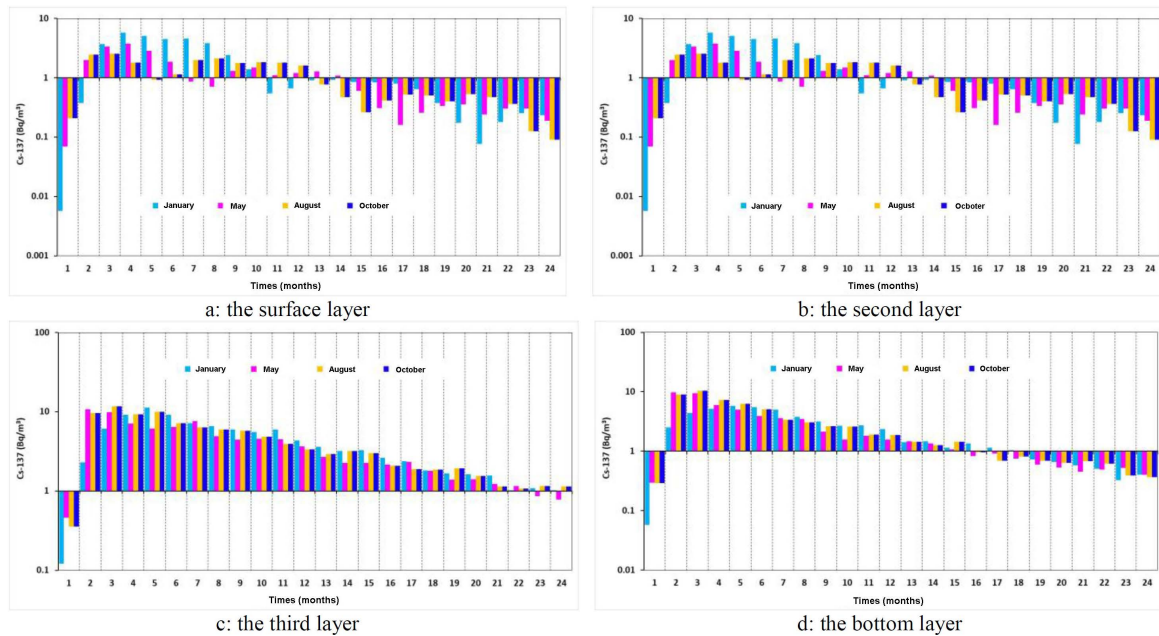 10
1
0.1
0.01
0.001
Cs-137 (Bq/m³)
January May August October
1 2 3 4 5 6 7 8 9 10 11 12 13 14 15 16 17 18 19 20 21 22 23 24
Times (months)
a: the surface layer
10
1
0.1
0.01
0.001
Cs-137 (Bq/m³)
January May August Ocboter
1 2 3 4 5 6 7 8 9 10 11 12 13 14 15 16 17 18 19 20 21 22 23 24
Times (months)
b: the second layer
100
10
1
0.1
Cs-137 (Bq/m³)
January May August October
1 2 3 4 5 6 7 8 9 10 11 12 13 14 15 16 17 18 19 20 21 22 23 24
Times (months)
c: the third layer
100
10
1
0.1
0.01
Cs-137 (Bq/m³)
January May August October
1 2 3 4 5 6 7 8 9 10 11 12 13 14 15 16 17 18 19 20 21 22 23 24
Times (months)
d: the bottom layer